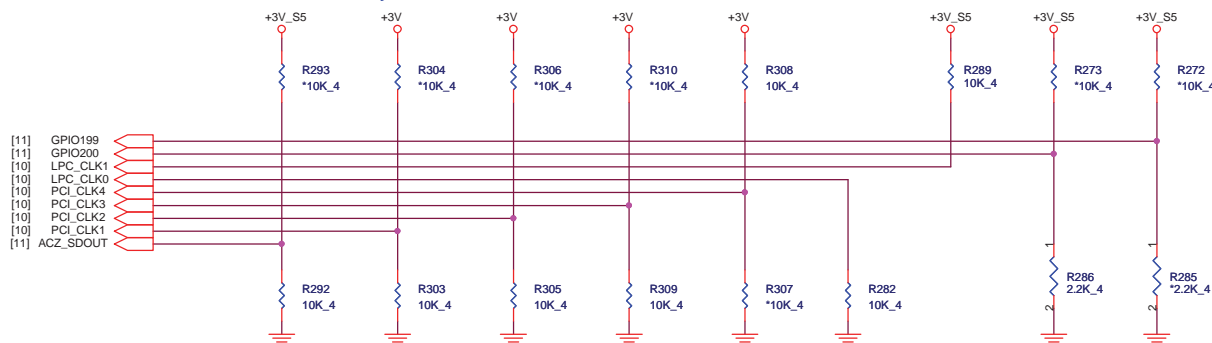 +3V_S5 +3V +3V +3V +3V +3V_S5 +3V_S5 +3V_S5
R293 R304 R306 R310 R308 R289 R273 R272
*10K_4 *10K_4 *10K_4 *10K_4 10K_4 10K_4 *10K_4 *10K_4
[11] GPIO199
[11] GPIO200
[10] LPC_CLK1
[10] LPC_CLK0
[10] PCI_CLK4
[10] PCI_CLK3
[10] PCI_CLK2
[10] PCI_CLK1
[11] ACZ_SDOUT
1 1
R286 R285
2.2K_4 *2.2K_4
R292 R303 R305 R309 R307 R282
10K_4 10K_4 10K_4 10K_4 *10K_4 10K_4
2 2